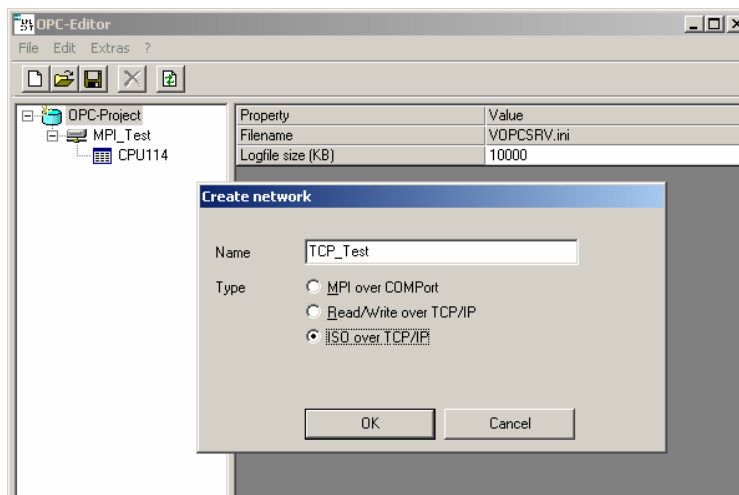 OPC-Editor
File Edit Extras ?
OPC-Project
MPI_Test
CPU114
Property Value
Filename VOPCSRV.ini
Logfile size (KB) 10000
Create network
Name TCP_Test
Type MPI over COMPort
Read/Write over TCP/IP
ISO over TCP/IP
OK Cancel